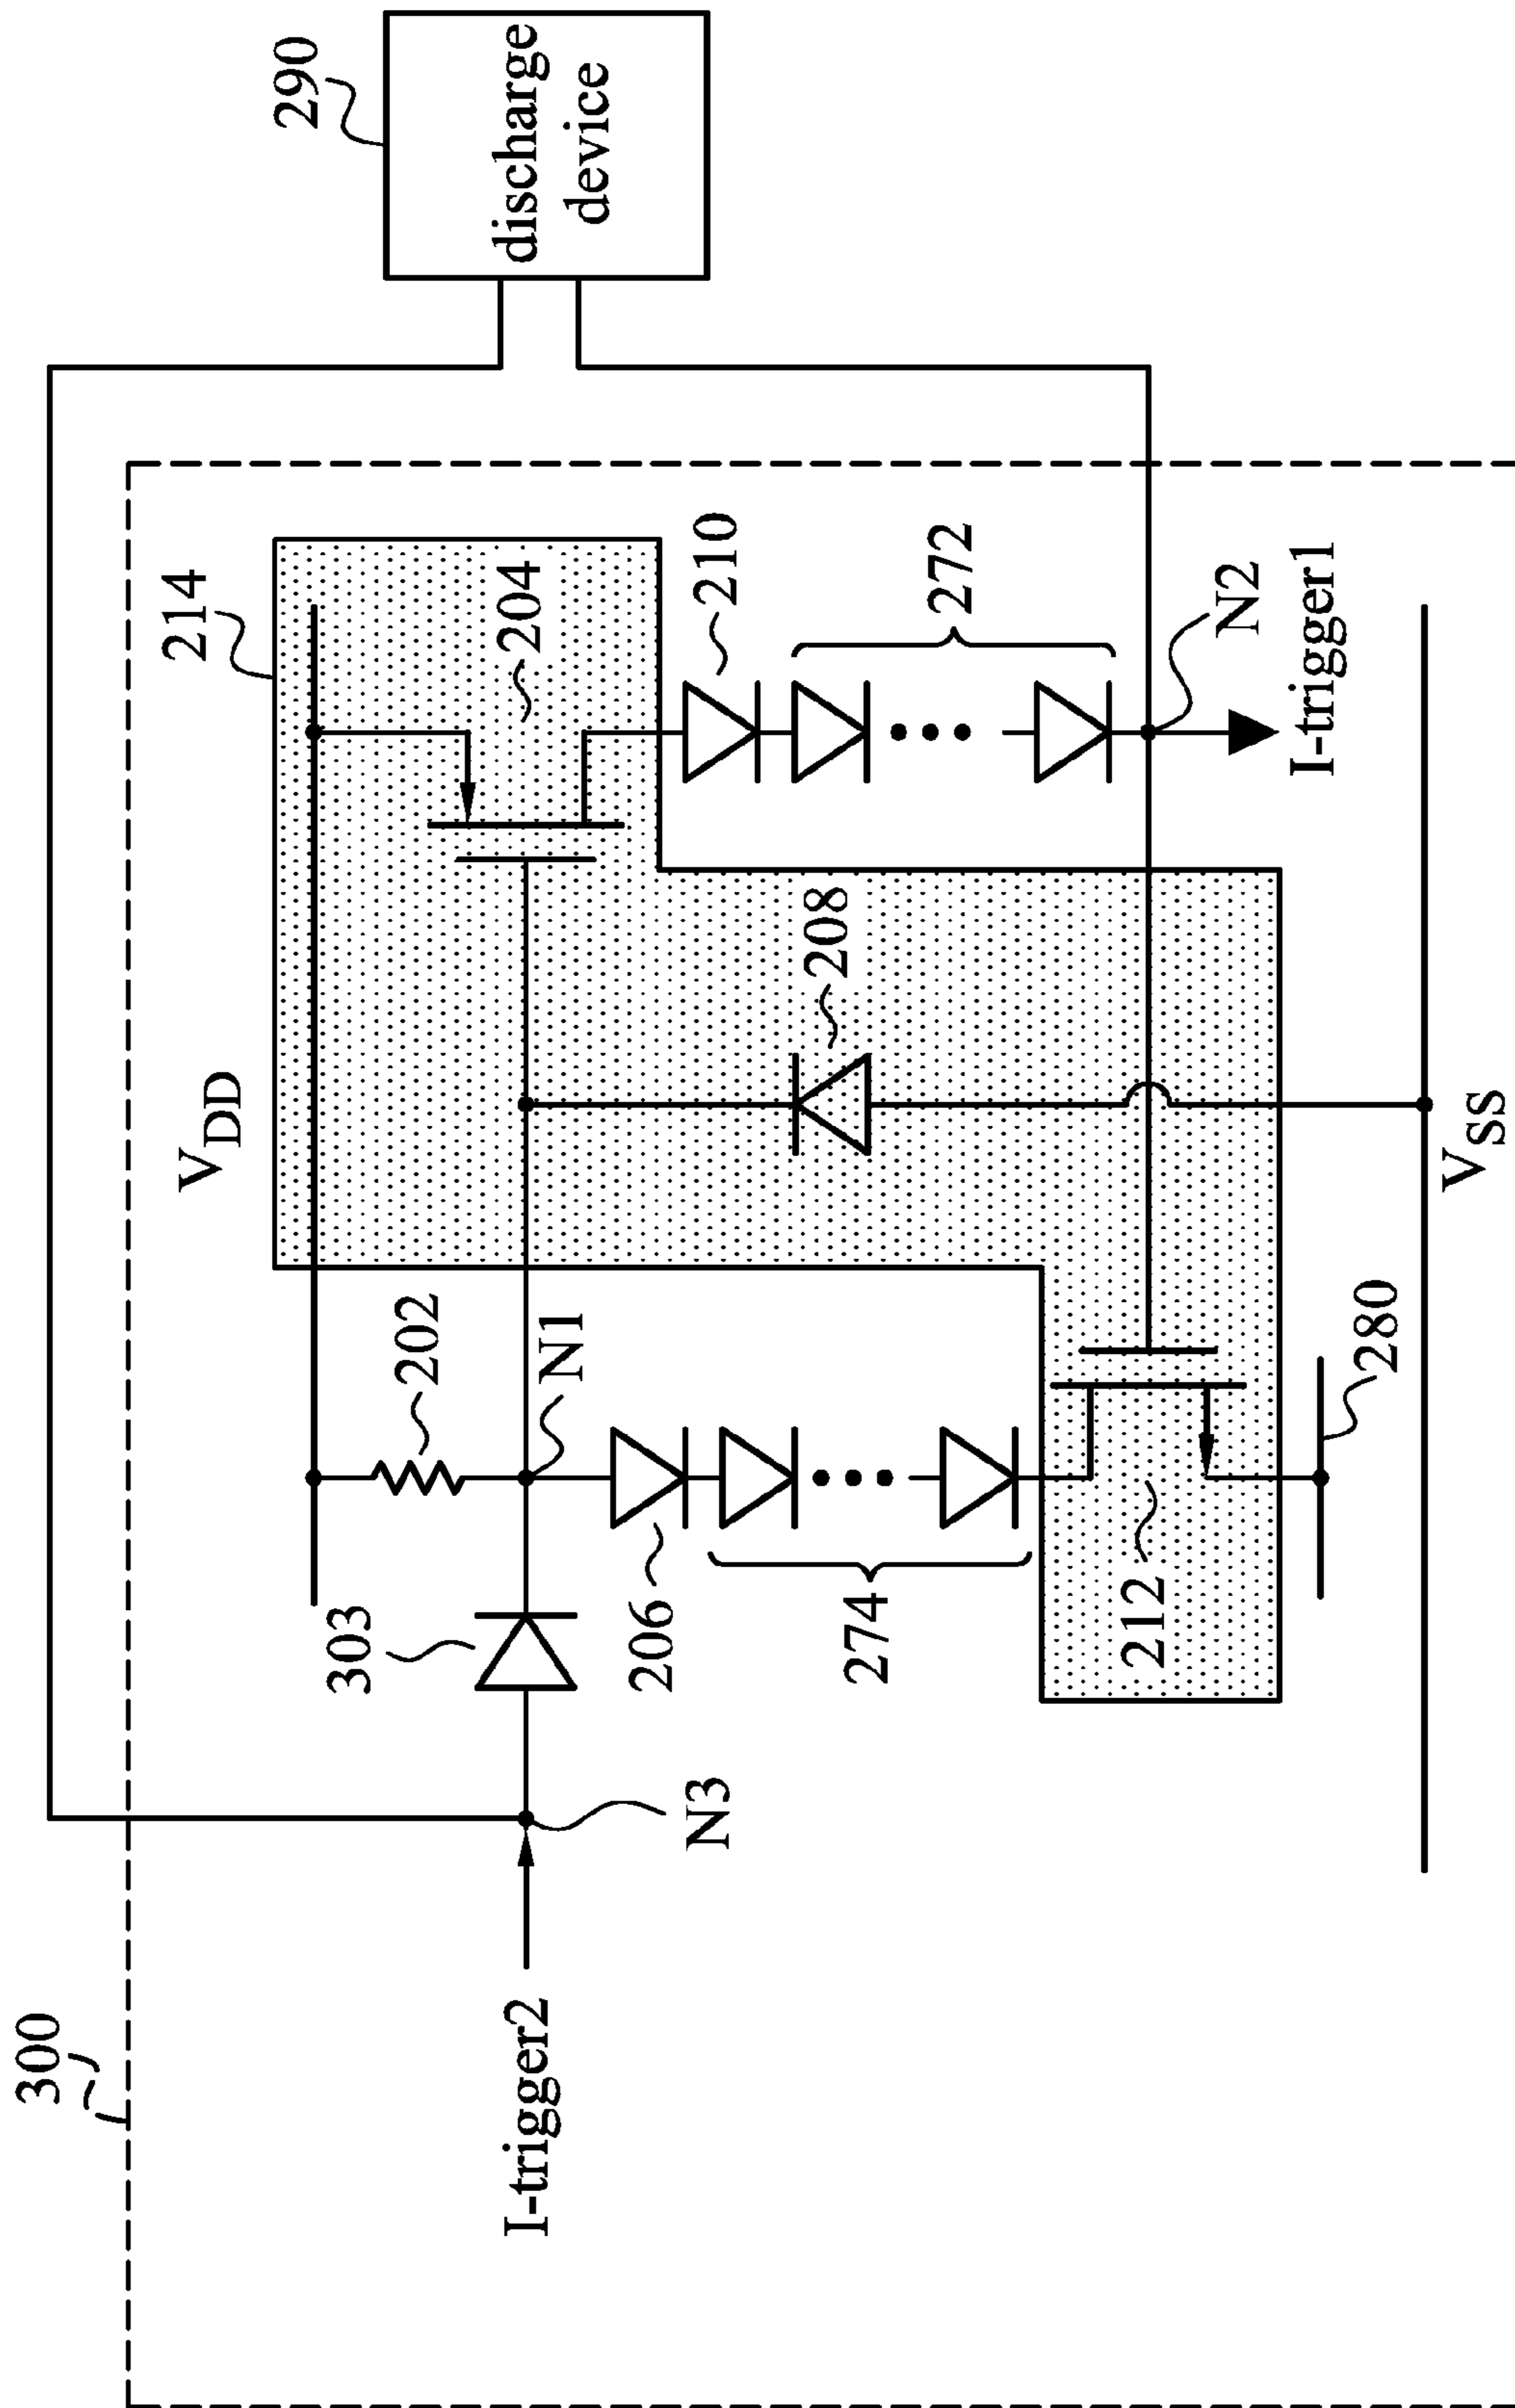 300
290
discharge
device
214
V_DD
204
202
210
303
N1
272
I-trigger2
N3
206
208
274
N2
212
I-trigger1
280
V_SS